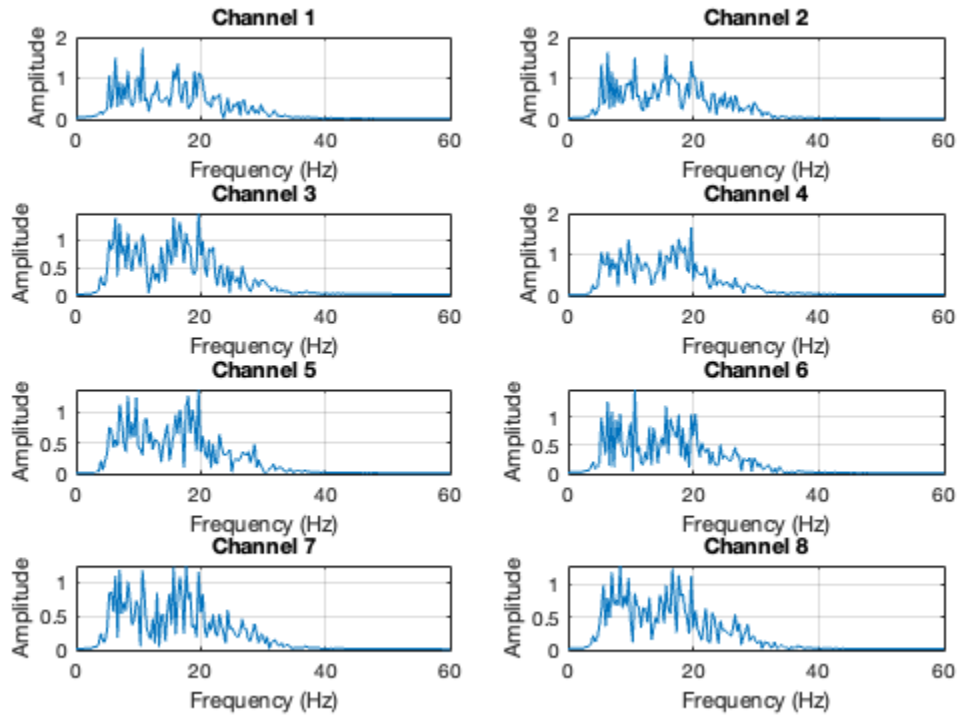 Channel 1
Channel 2
Amplitude
2
1
0
0 20 40 60
Frequency (Hz)
Amplitude
2
1
0
0 20 40 60
Frequency (Hz)
Channel 3
Channel 4
Amplitude
1
0.5
0
0 20 40 60
Frequency (Hz)
Amplitude
2
1
0
0 20 40 60
Frequency (Hz)
Channel 5
Channel 6
Amplitude
1
0.5
0
0 20 40 60
Frequency (Hz)
Amplitude
1
0.5
0
0 20 40 60
Frequency (Hz)
Channel 7
Channel 8
Amplitude
1
0.5
0
0 20 40 60
Frequency (Hz)
Amplitude
1
0.5
0
0 20 40 60
Frequency (Hz)